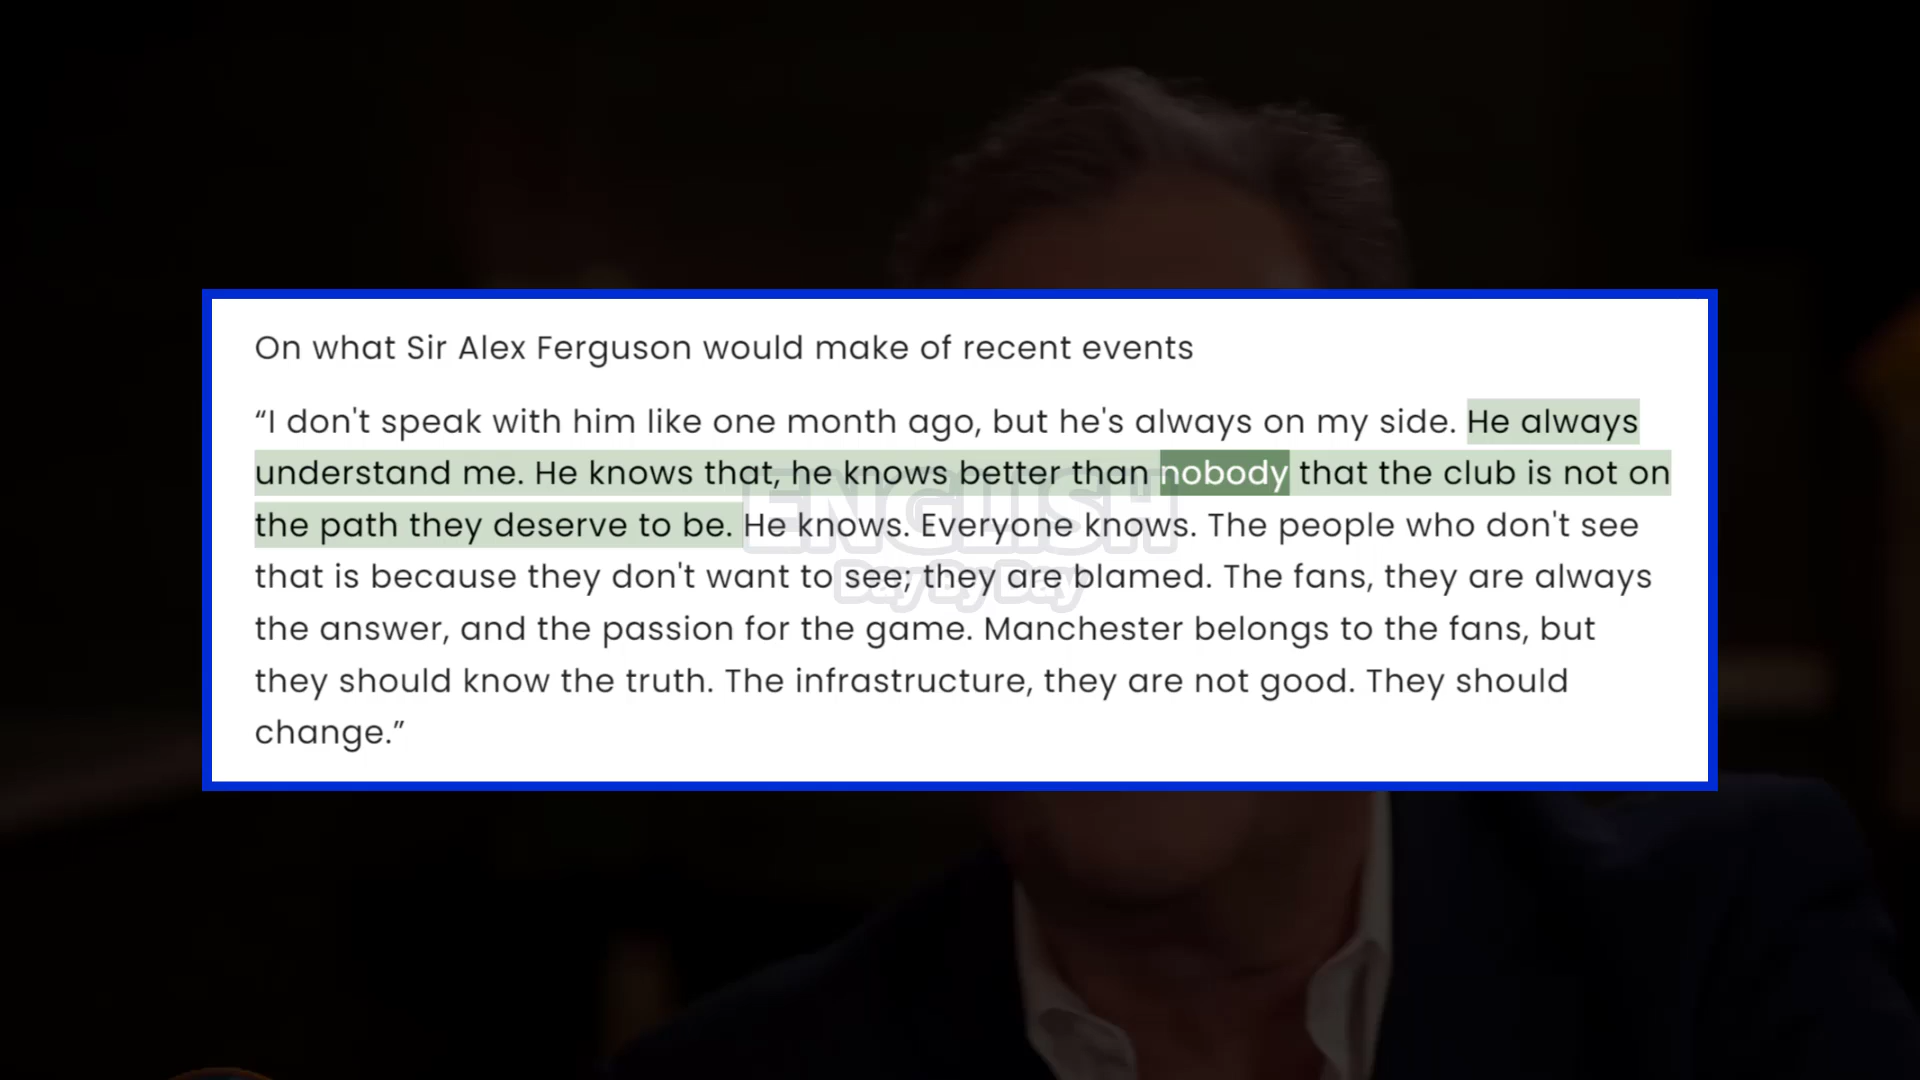 On what Sir Alex Ferguson would make of recent events
“I don't speak with him like one month ago, but he's always on my side. He always
understand me. He knows that, he knows better than nobody that the club is not on
the path they deserve to be. He knows. Everyone knows. The people who don't see
that is because they don't want to see; they are blamed. The fans, they are always
the answer, and the passion for the game. Manchester belongs to the fans, but
they should know the truth. The infrastructure, they are not good. They should
change.”
ENGLISH
Day By Day